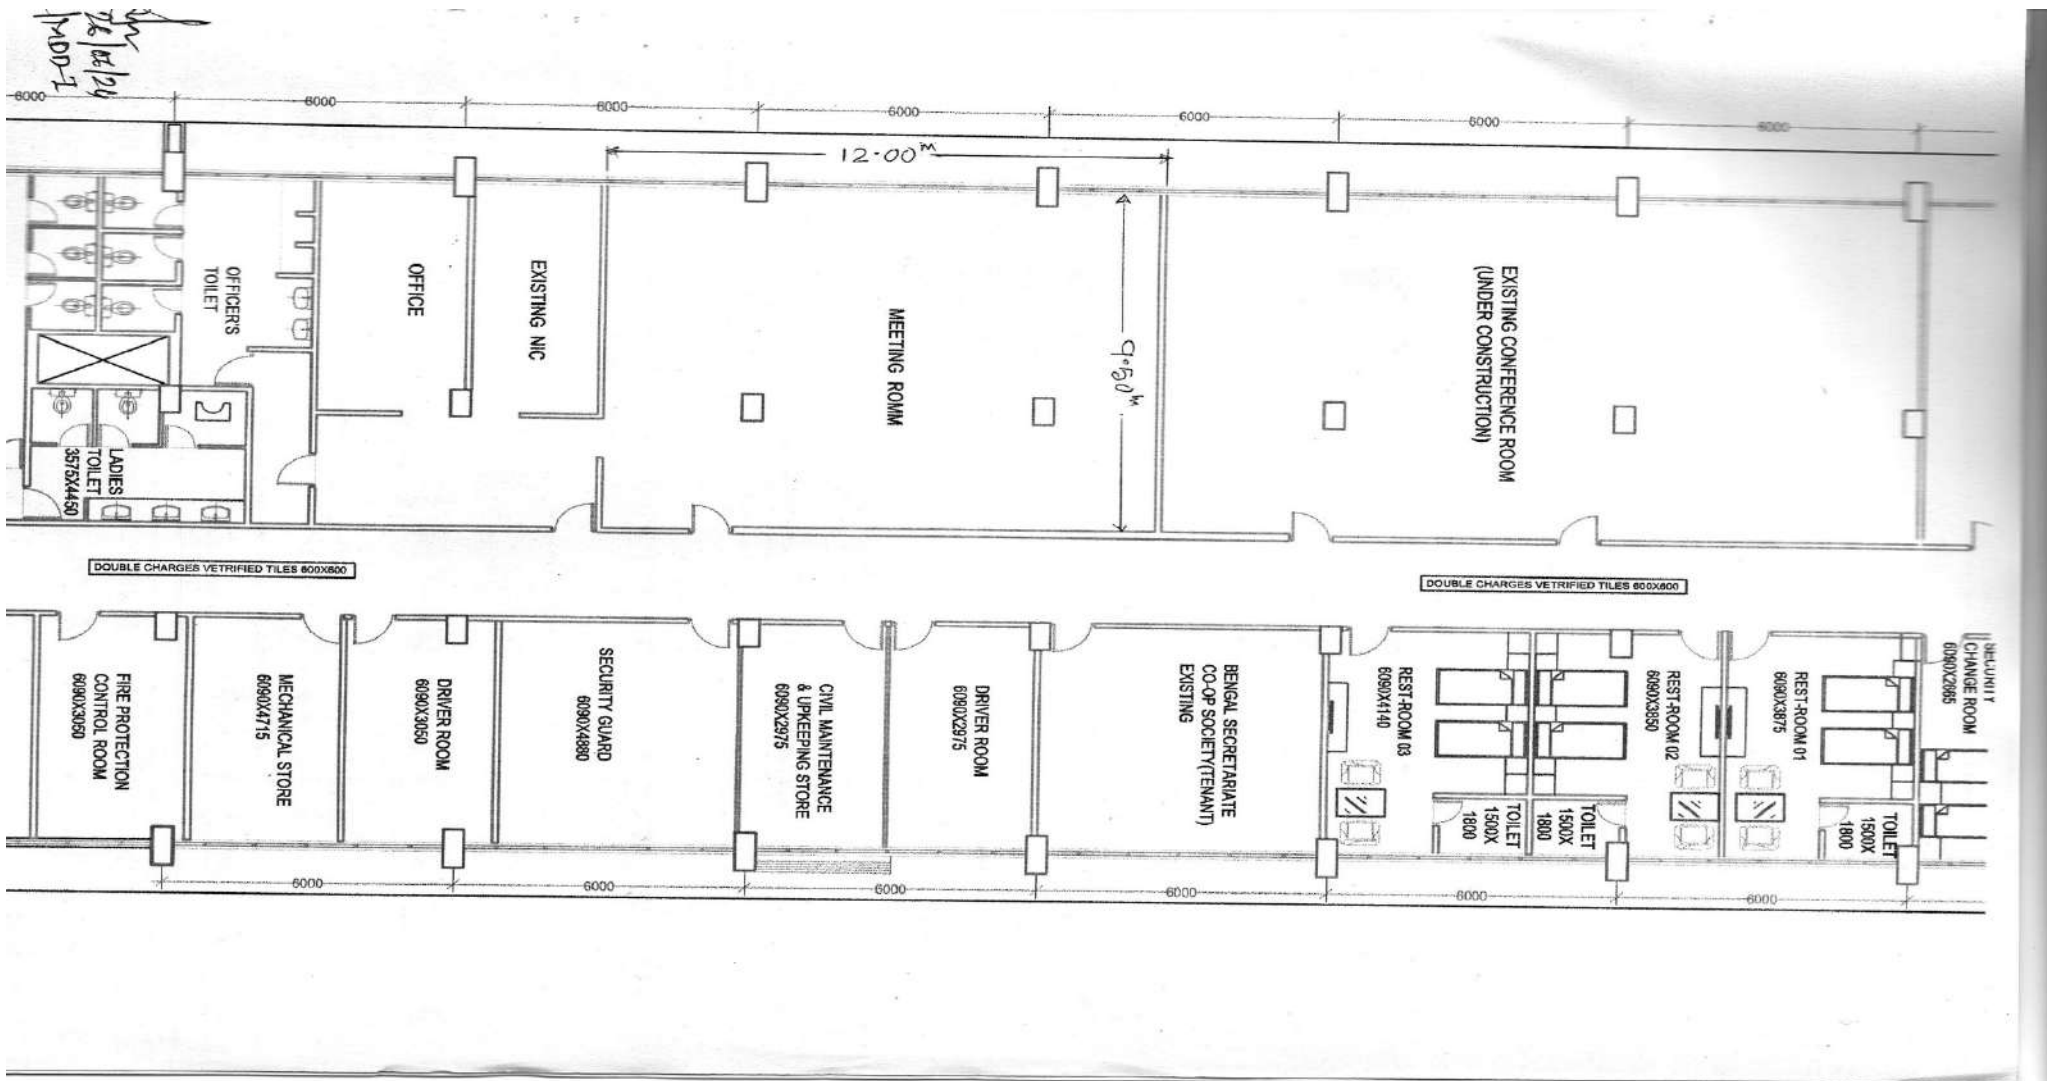 26/08/24
MDD-I
6000
6000
6000
6000
6000
6000
6000
12.00 M
9.50 M
OFFICER'S
TOILET
OFFICE
EXISTING NIC
MEETING ROMM
EXISTING CONFERENCE ROOM
(UNDER CONSTRUCTION)
LADIES
TOILET
3575X4450
DOUBLE CHARGES VETRIFIED TILES 600X600
DOUBLE CHARGES VETRIFIED TILES 600X600
FIRE PROTECTION
CONTROL ROOM
6090X3050
MECHANICAL STORE
6090X4715
DRIVER ROOM
6090X3050
SECURITY GUARD
6090X4880
CIVIL MAINTENANCE
& UPKEEPING STORE
6090X2975
DRIVER ROOM
6090X2975
BENGAL SECRETARIATE
CO-OP SOCIETY(TENANT)
EXISTING
REST-ROOM 03
6090X4140
TOILET
1500X
1800
TOILET
1500X
1800
REST-ROOM 02
6090X3850
REST-ROOM 01
6090X3875
TOILET
1500X
1800
SECURITY
CHANGE ROOM
6090X2665
6000
6000
6000
6000
6000
6000